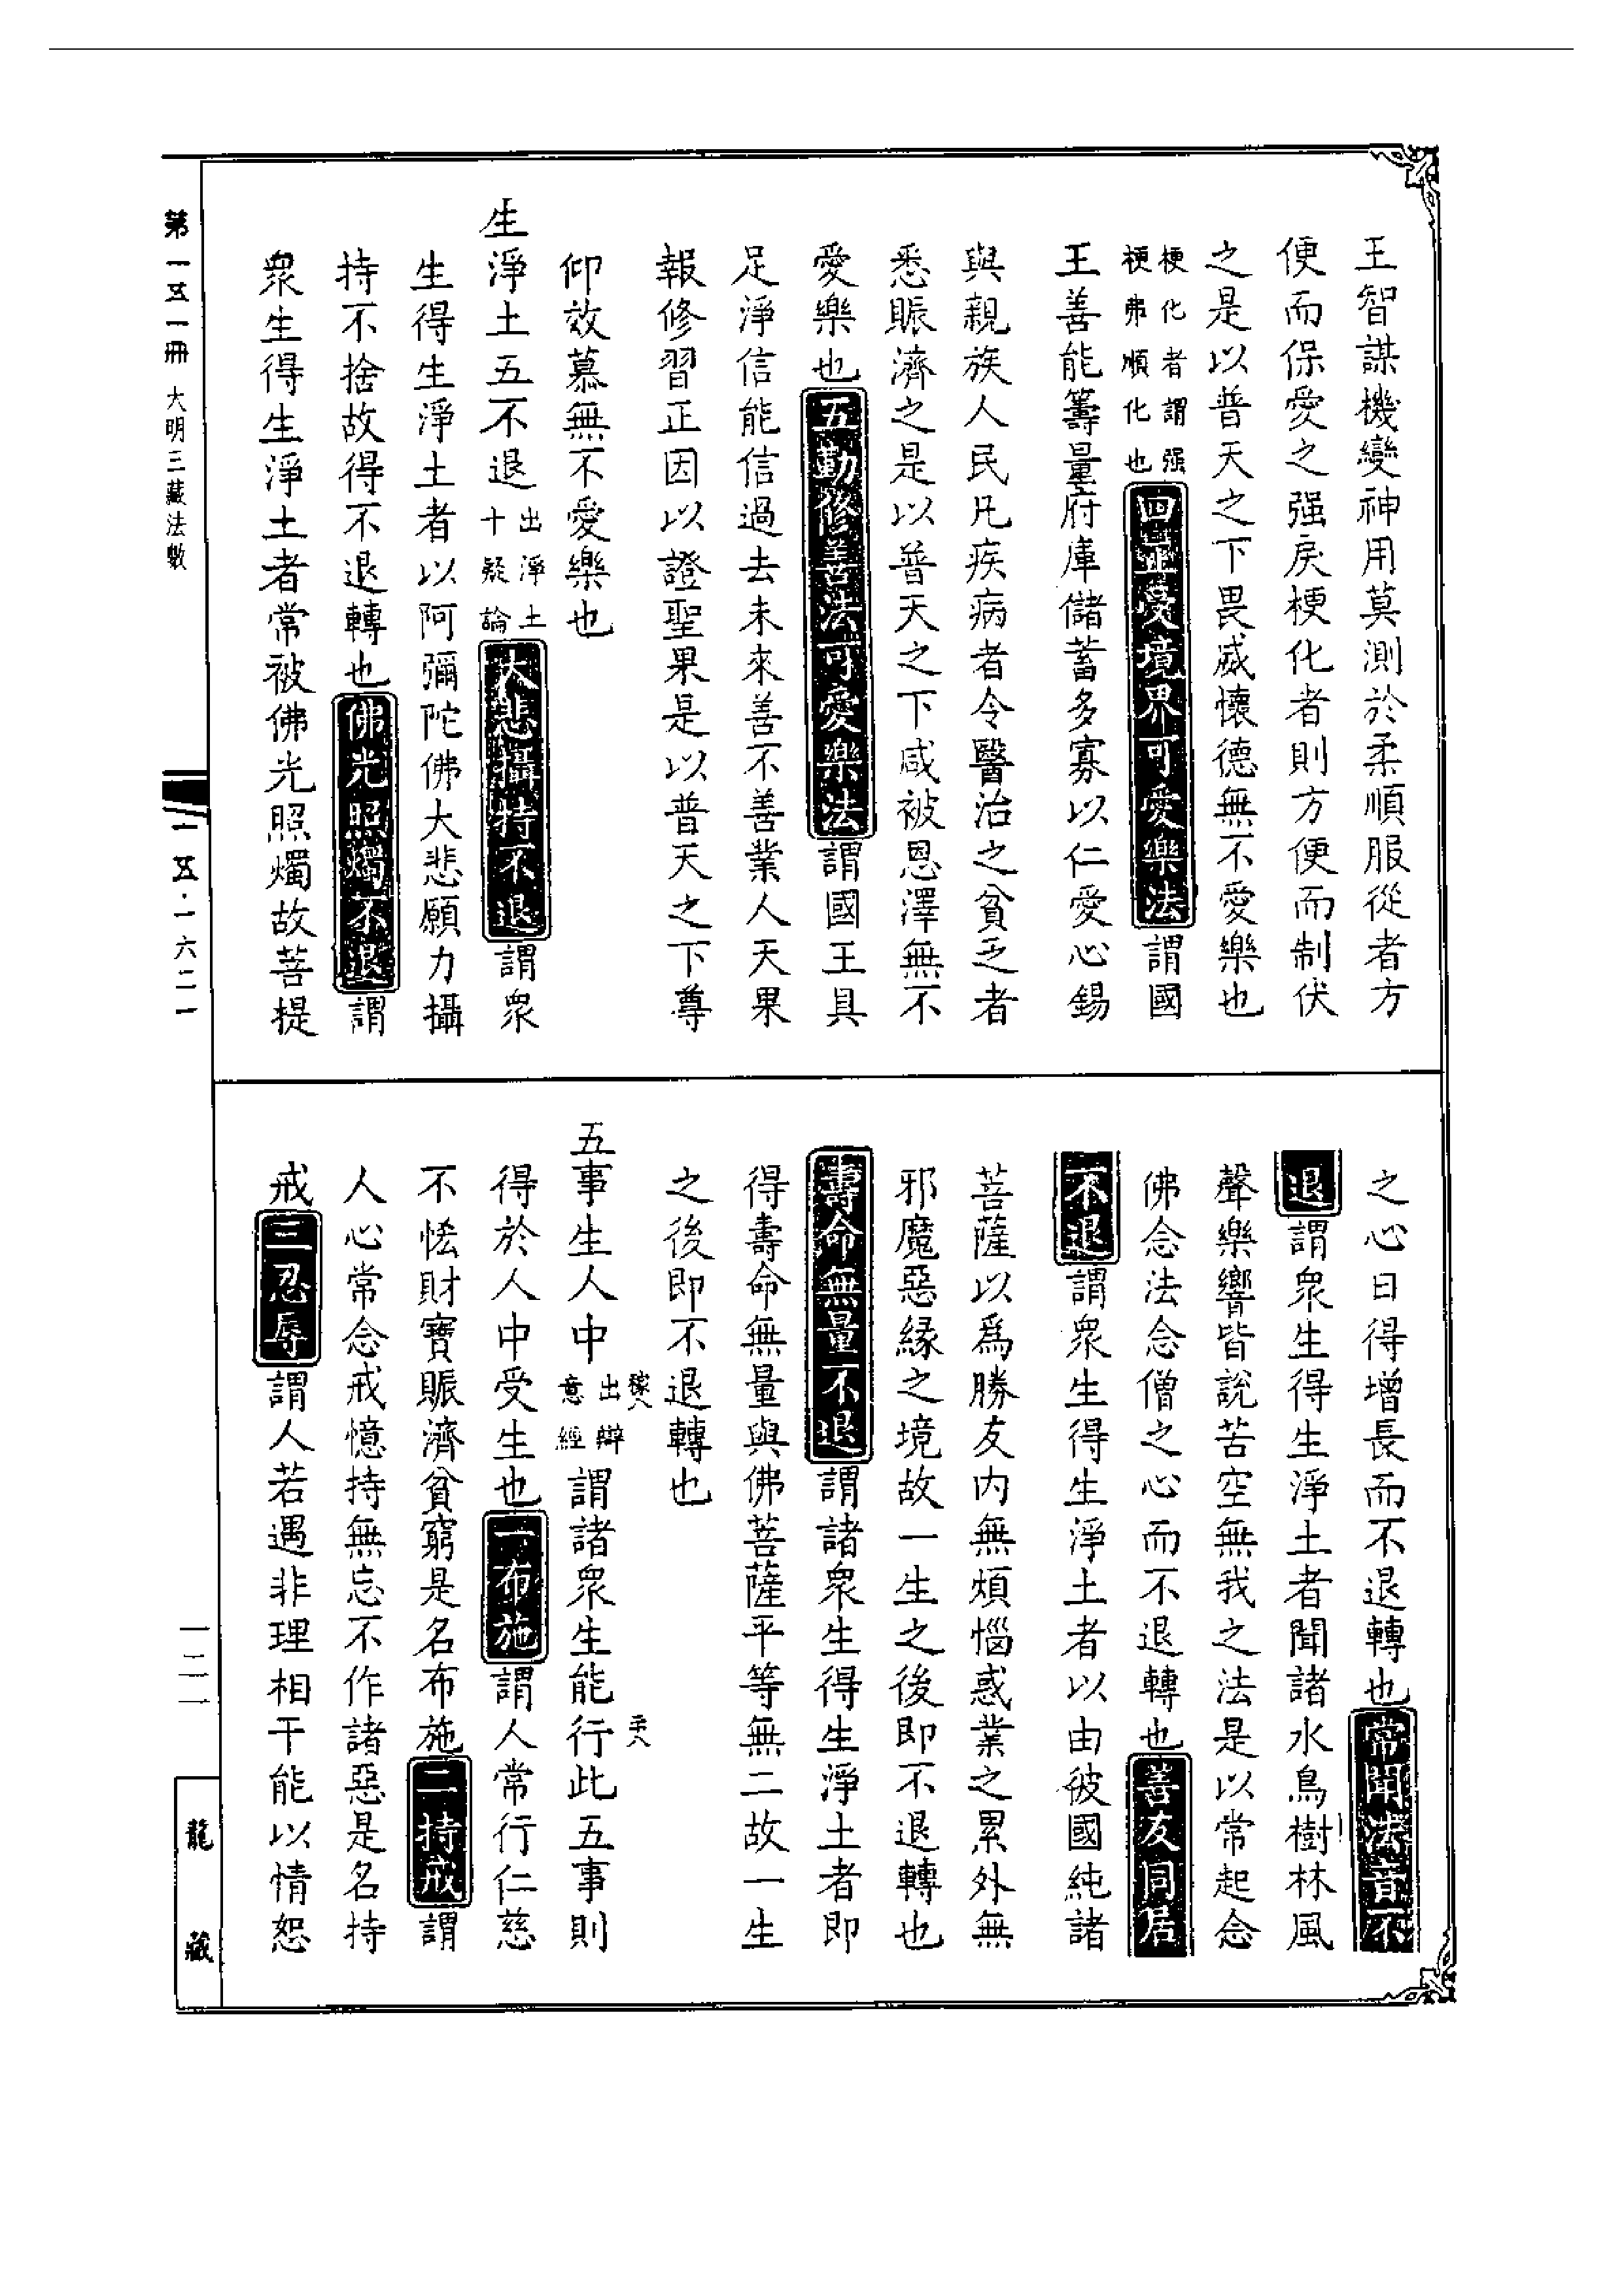 王智謀機變神用莫測於柔順服從者方
便而保愛之强戾梗化者則方便而制伏
之是以普天之下畏威懷德無不愛樂也
梗化者謂强
梗弗順化也
四善受境界可愛樂法謂國
王善能籌量府庫儲蓄多寡以仁愛心錫
與親族人民凡疾病者令醫治之貧乏者
悉賑濟之是以普天之下咸被恩澤無不
愛樂也五勤修善法可愛樂法謂國王具
足淨信能信過去未來善不善業人天果
報修習正因以證聖果是以普天之下尊
仰效慕無不愛樂也
生淨土五不退
出淨土
十疑論
大悲攝持不退謂衆
生得生淨土者以阿彌陀佛大悲願力攝
持不捨故得不退轉也佛光照燭不退謂
衆生得生淨土者常被佛光照燭故菩提
之心日得增長而不退轉也常聞法音不
退謂衆生得生淨土者聞諸水鳥樹林風
聲樂響皆說苦空無我之法是以常起念
佛念法念僧之心而不退轉也善友同居
不退謂衆生得生淨土者以由彼國純諸
菩薩以爲勝友內無煩惱惑業之累外無
邪魔惡緣之境故一生之後即不退轉也
壽命無量不退謂諸衆生得生淨土者即
得壽命無量與佛菩薩平等無二故一生
之後即不退轉也
五事生人中
出辯
意經
謂諸衆生能行此五事則
得於人中受生也一布施謂人常行仁慈
不悋財寶賑濟貧窮是名布施二持戒謂
人心常念戒憶持無忘不作諸惡是名持
戒三忍辱謂人若遇非理相干能以情恕
第一五一冊 大明三藏法數
一五·一六二一
一二一
龍藏